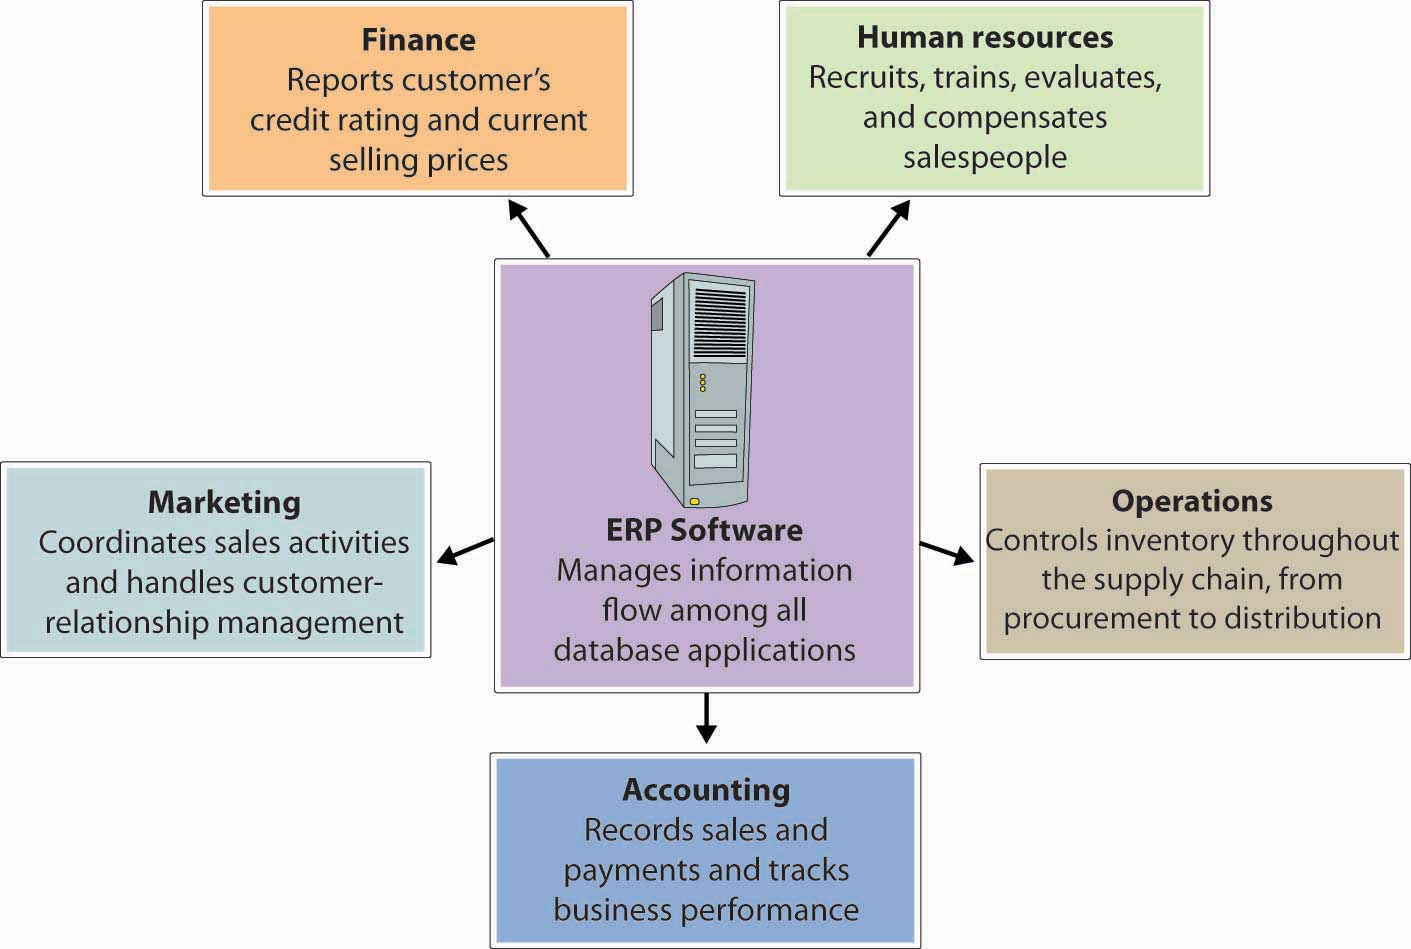 Finance
Reports customer’s
credit rating and current
selling prices
Human resources
Recruits, trains, evaluates,
and compensates
salespeople
Marketing
Coordinates sales activities
and handles customer-
relationship management
ERP Software
Manages information
flow among all
database applications
Operations
Controls inventory throughout
the supply chain, from
procurement to distribution
Accounting
Records sales and
payments and tracks
business performance